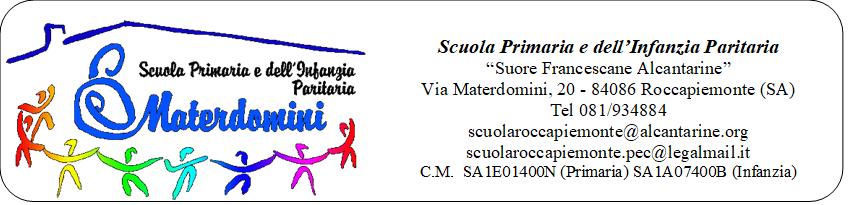 Scuola Primaria e dell'Infanzia
Paritaria
Materdomini
Scuola Primaria e dell’Infanzia Paritaria
“Suore Francescane Alcantarine”
Via Materdomini, 20 - 84086 Roccapiemonte (SA)
Tel 081/934884
scuolaroccapiemonte@alcantarine.org
scuolaroccapiemonte.pec@legalmail.it
C.M.  SA1E01400N (Primaria) SA1A07400B (Infanzia)